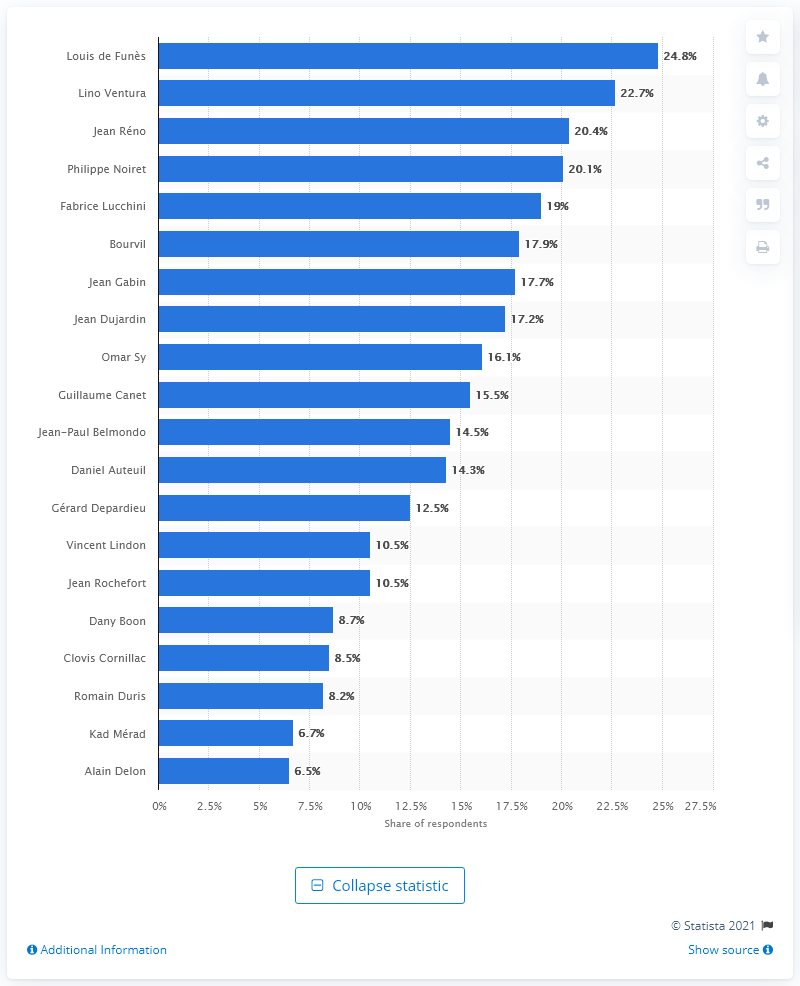 Louis de Funès 24.8%
Lino Ventura 22.7%
Jean Réno 20.4%
Philippe Noiret 20.1%
Fabrice Lucchini 19%
Bourvil 17.9%
Jean Gabin 17.7%
Jean Dujardin 17.2%
Omar Sy 16.1%
Guillaume Canet 15.5%
Jean-Paul Belmondo 14.5%
Daniel Auteuil 14.3%
Gérard Depardieu 12.5%
Vincent Lindon 10.5%
Jean Rochefort 10.5%
Dany Boon 8.7%
Clovis Cornillac 8.5%
Romain Duris 8.2%
Kad Mérad 6.7%
Alain Delon 6.5%
0% 2.5% 5% 7.5% 10% 12.5% 15% 17.5% 20% 22.5% 25% 27.5%
Share of respondents
Collapse statistic
© Statista 2021
Additional Information Show source